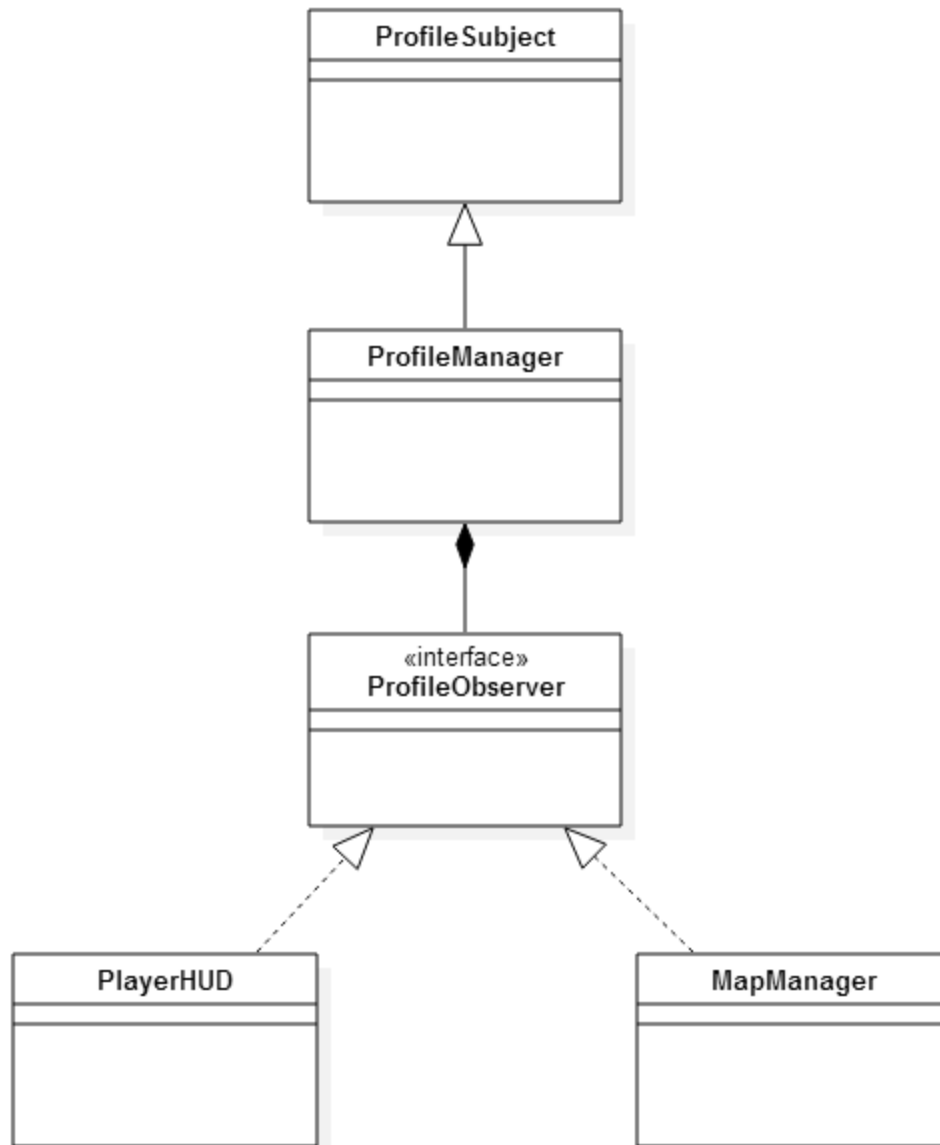 ProfileSubject
ProfileManager
«interface»
ProfileObserver
PlayerHUD
MapManager